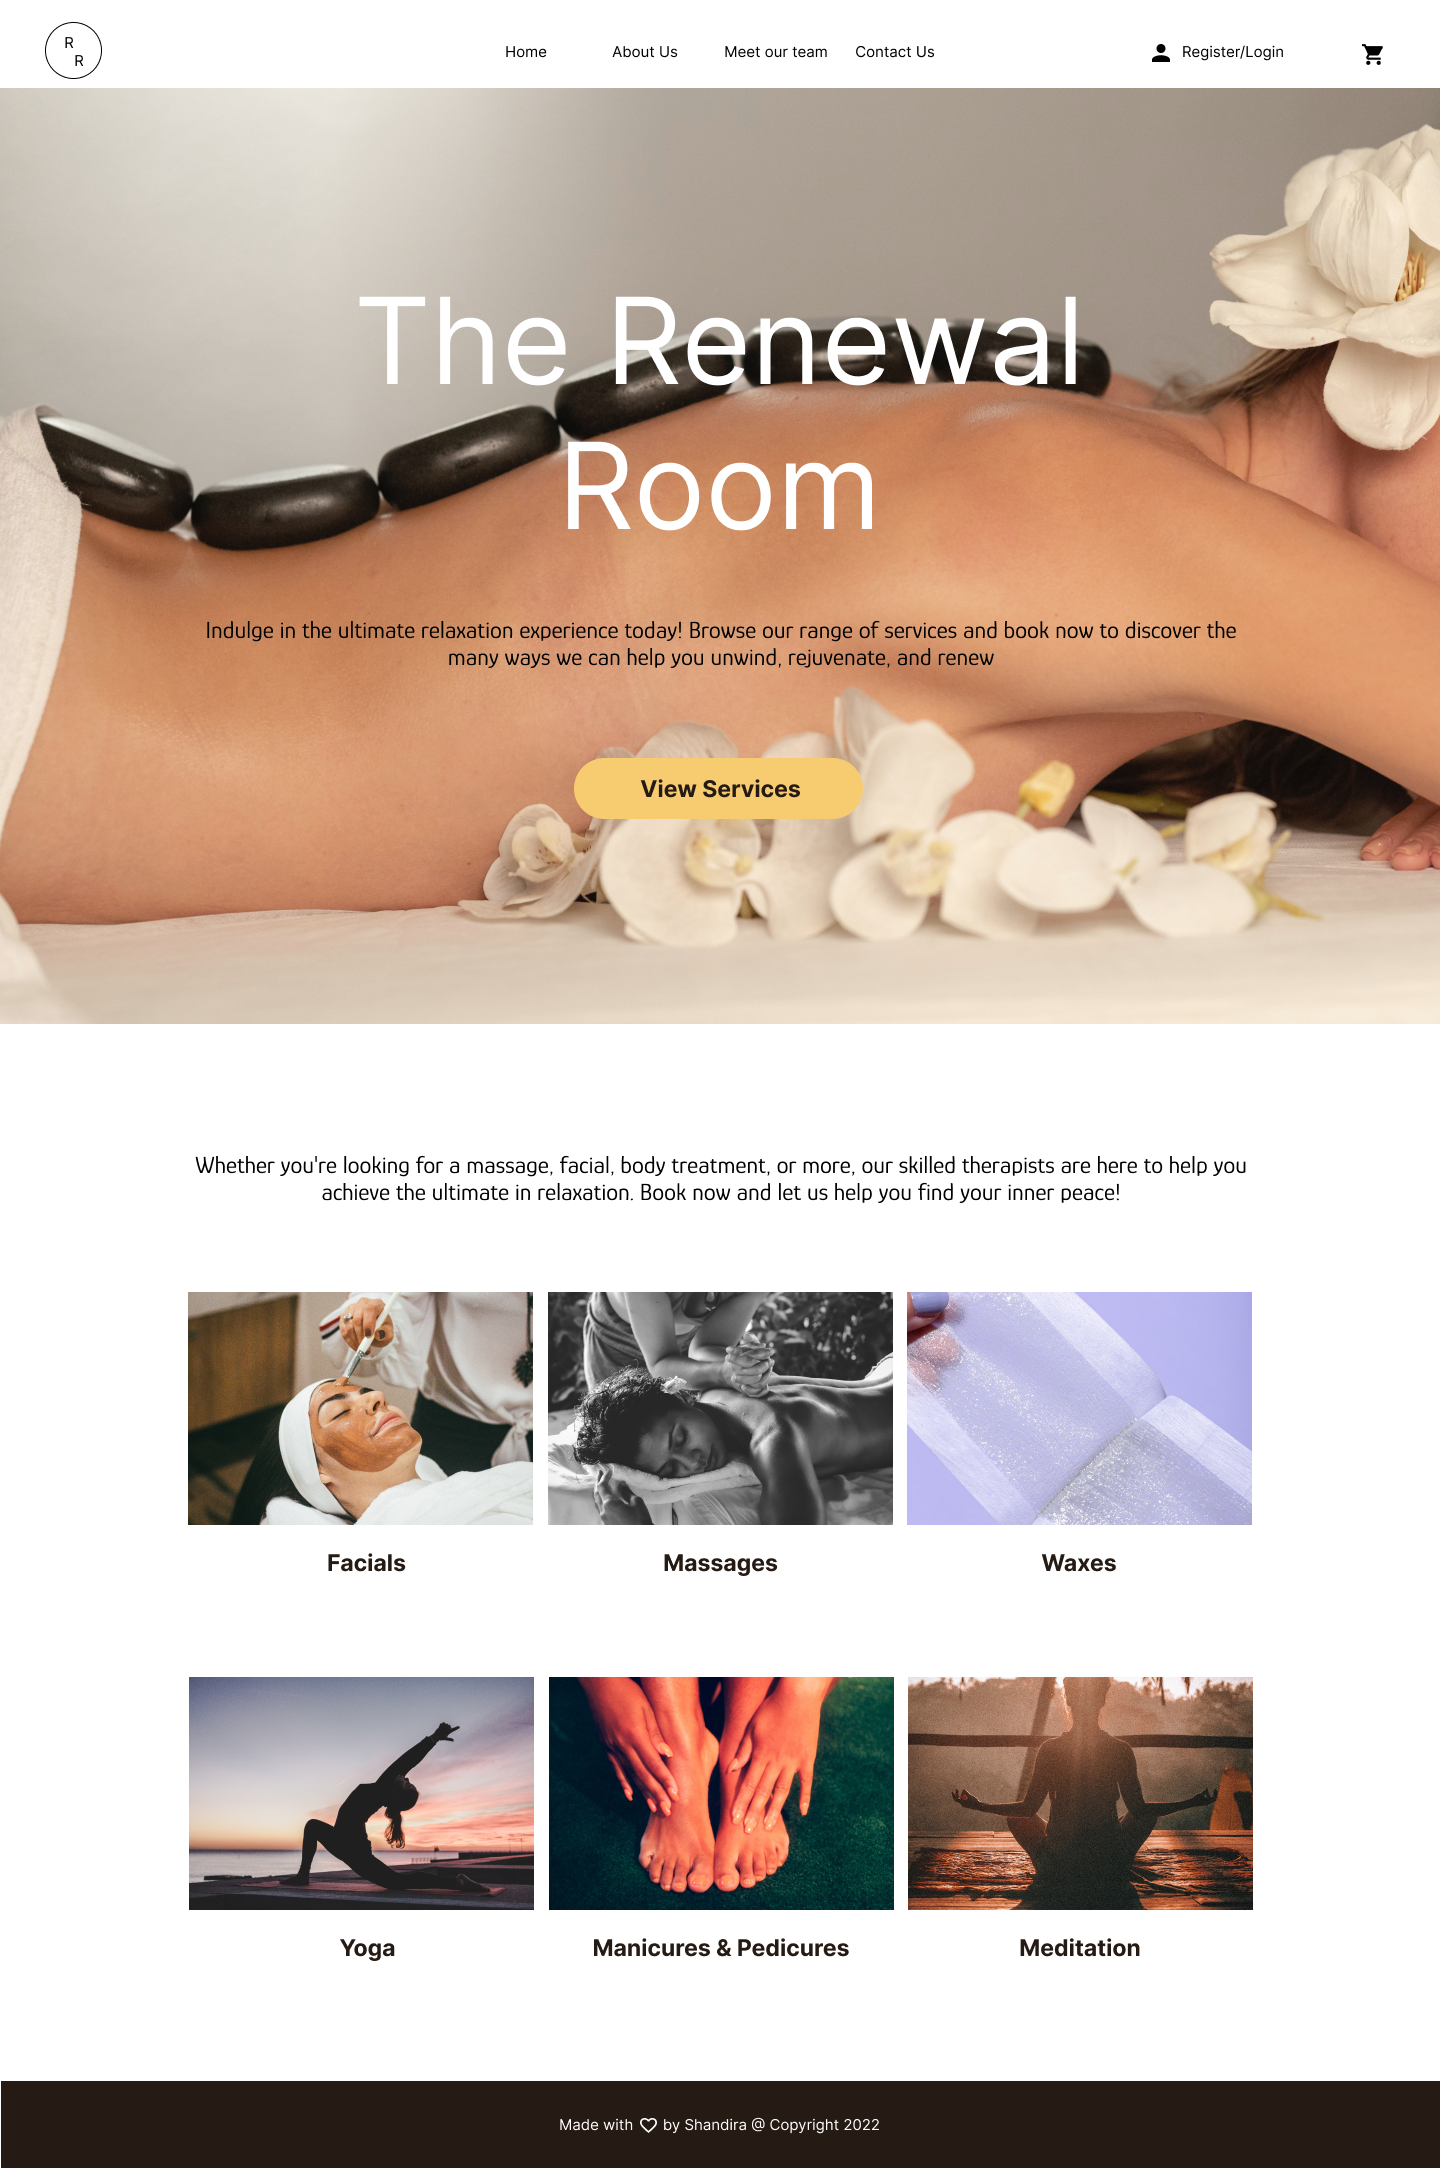 R
R
Home About Us Meet our team Contact Us Register/Login
The Renewal
Room
Indulge in the ultimate relaxation experience today! Browse our range of services and book now to discover the
many ways we can help you unwind, rejuvenate, and renew
View Services
Whether you're looking for a massage, facial, body treatment, or more, our skilled therapists are here to help you
achieve the ultimate in relaxation. Book now and let us help you find your inner peace!
Facials Massages Waxes
Yoga Manicures & Pedicures Meditation
Made with ♡ by Shandira @ Copyright 2022